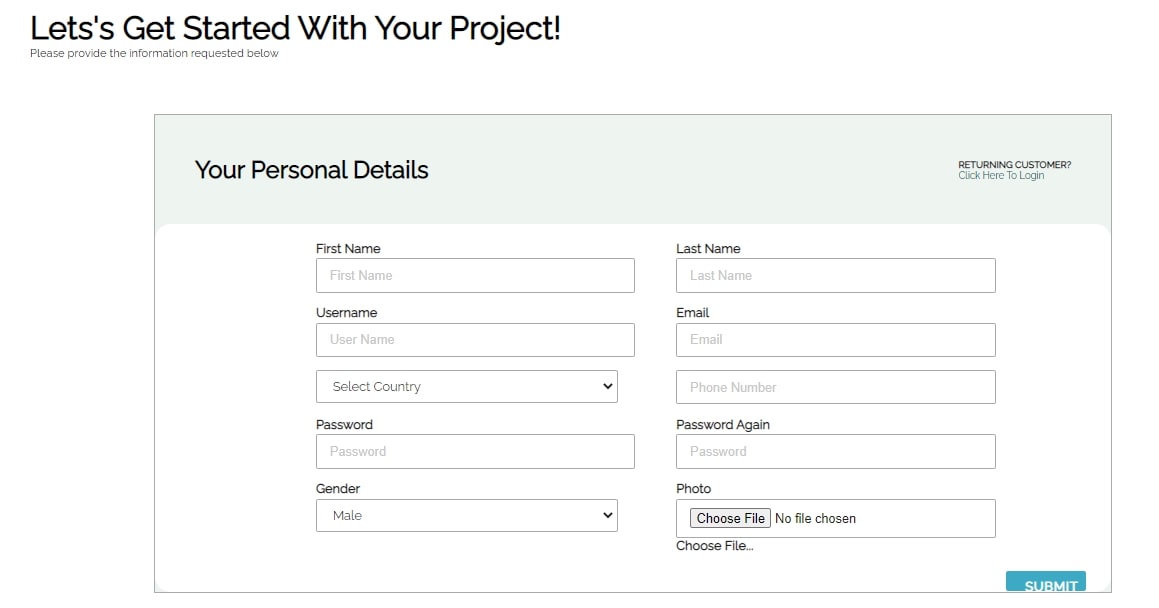 Lets's Get Started With Your Project!
Please provide the information requested below
Your Personal Details
RETURNING CUSTOMER?
Click Here To Login
First Name
Last Name
First Name
Last Name
Username
Email
User Name
Email
Select Country
Phone Number
Password
Password Again
Password
Password
Gender
Photo
Male
Choose File No file chosen
Choose File...
SUBMIT